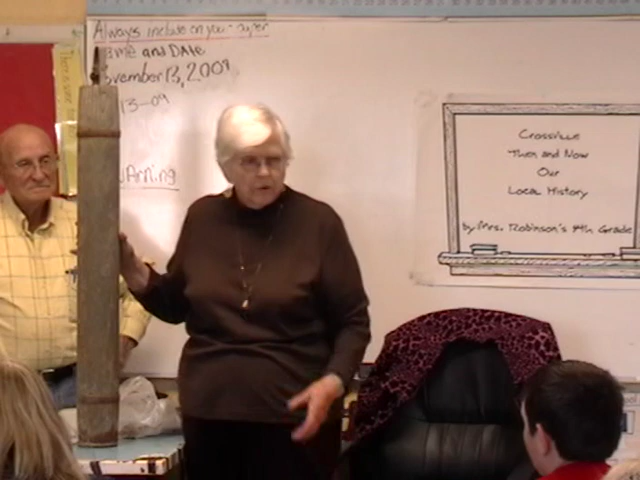 Always include on your paper
Name and Date
November 13, 2009
13-09
Warning
Crossville
Then and Now
Our
Local History
by Mrs. Robinson's 4th Grade